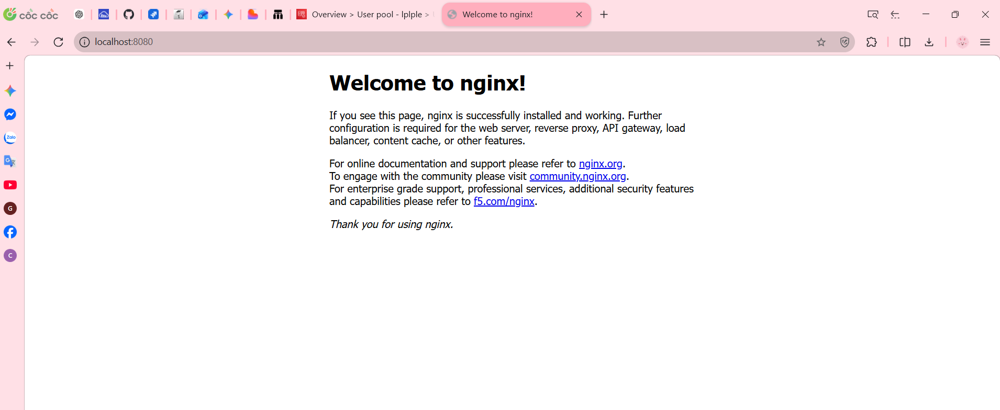 cốc cốc
Overview > User pool - lplple >
Welcome to nginx!
localhost:8080
Welcome to nginx!
If you see this page, nginx is successfully installed and working. Further
configuration is required for the web server, reverse proxy, API gateway, load
balancer, content cache, or other features.
For online documentation and support please refer to nginx.org.
To engage with the community please visit community.nginx.org.
For enterprise grade support, professional services, additional security features
and capabilities please refer to f5.com/nginx.
Thank you for using nginx.
Zalo
G
G
C